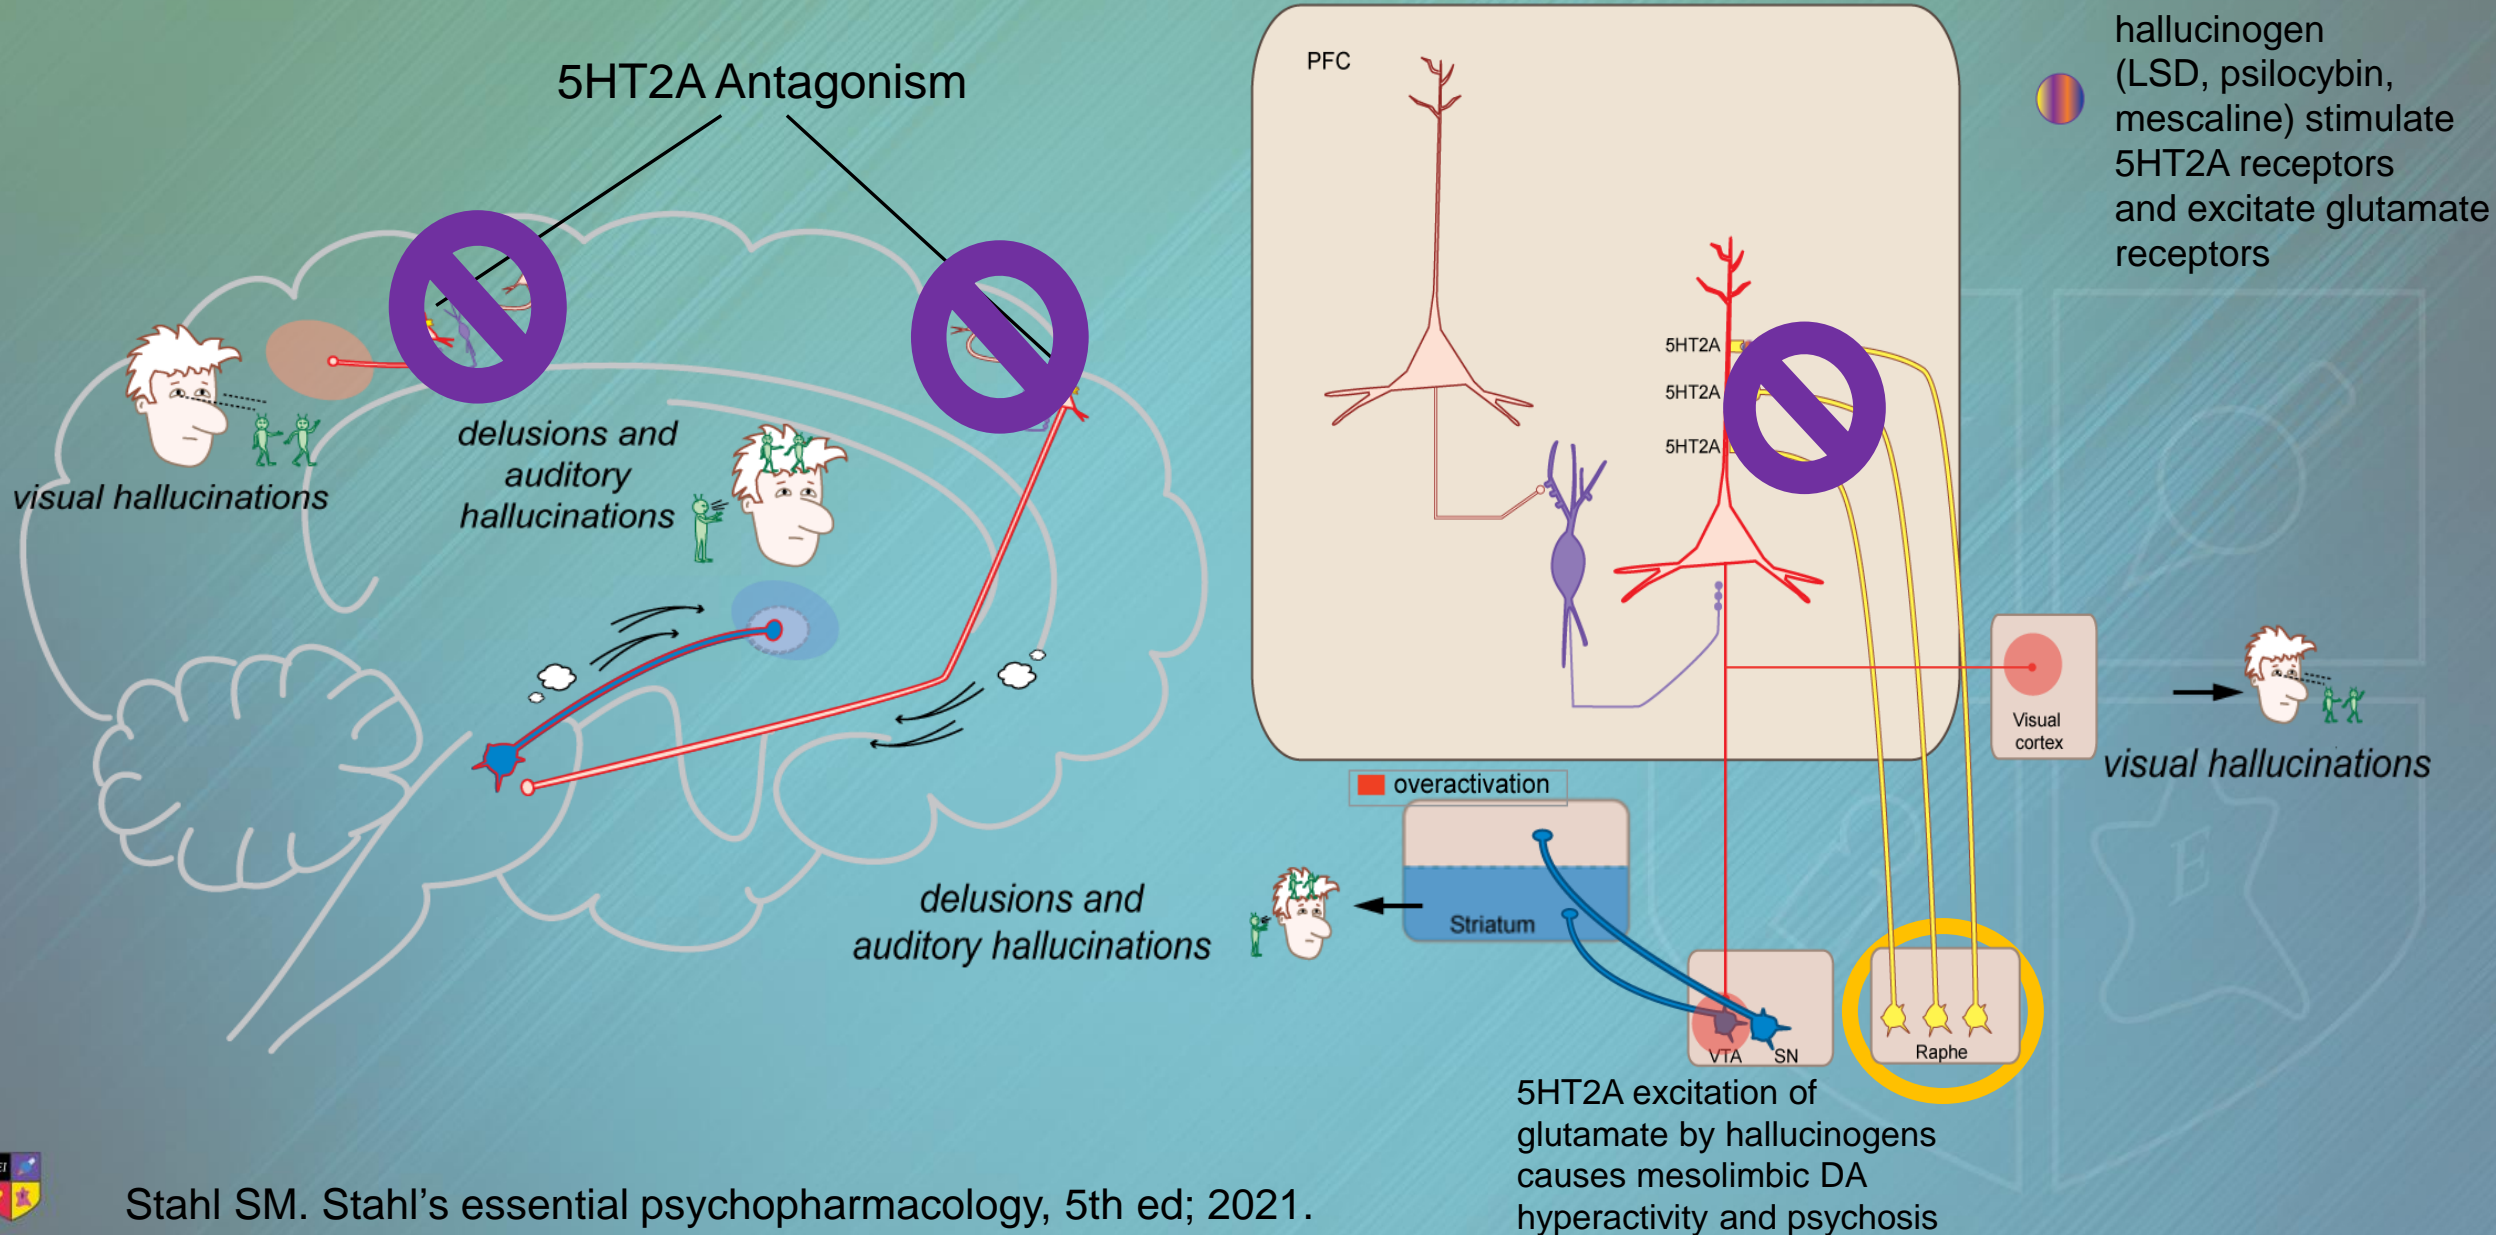 5HT2A Antagonism
visual hallucinations
delusions and
auditory
hallucinations
delusions and
auditory hallucinations
PFC
5HT2A
5HT2A
5HT2A
hallucinogen
(LSD, psilocybin,
mescaline) stimulate
5HT2A receptors
and excitate glutamate
receptors
Visual
cortex
visual hallucinations
overactivation
Striatum
VTA
SN
Raphe
5HT2A excitation of
glutamate by hallucinogens
causes mesolimbic DA
hyperactivity and psychosis
E
Stahl SM. Stahl’s essential psychopharmacology, 5th ed; 2021.